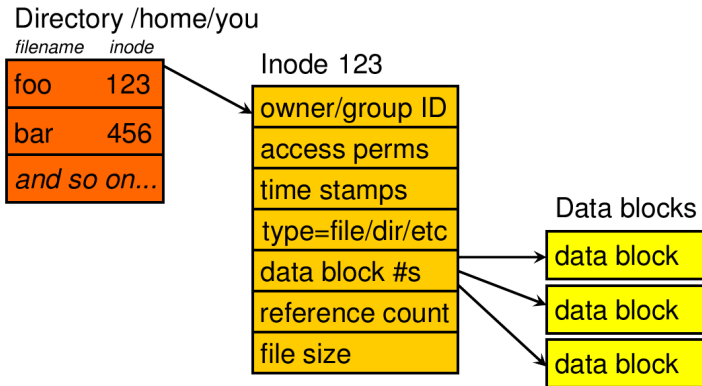 Directory /home/you
filename inode
foo 123
bar 456
and so on...
Inode 123
owner/group ID
access perms
time stamps
type=file/dir/etc
data block #s
reference count
file size
Data blocks
data block
data block
data block